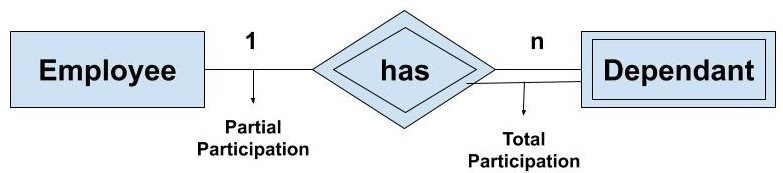 Employee
1
has
n
Dependant
Partial
Participation
Total
Participation